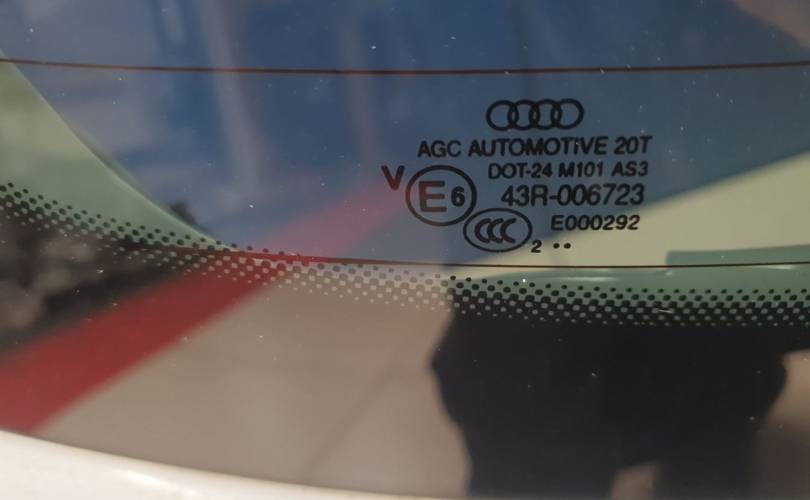 AGC AUTOMOTIVE 20T
DOT-24 M101 AS3
V E6 43R-006723
CCC E000292
2 ••